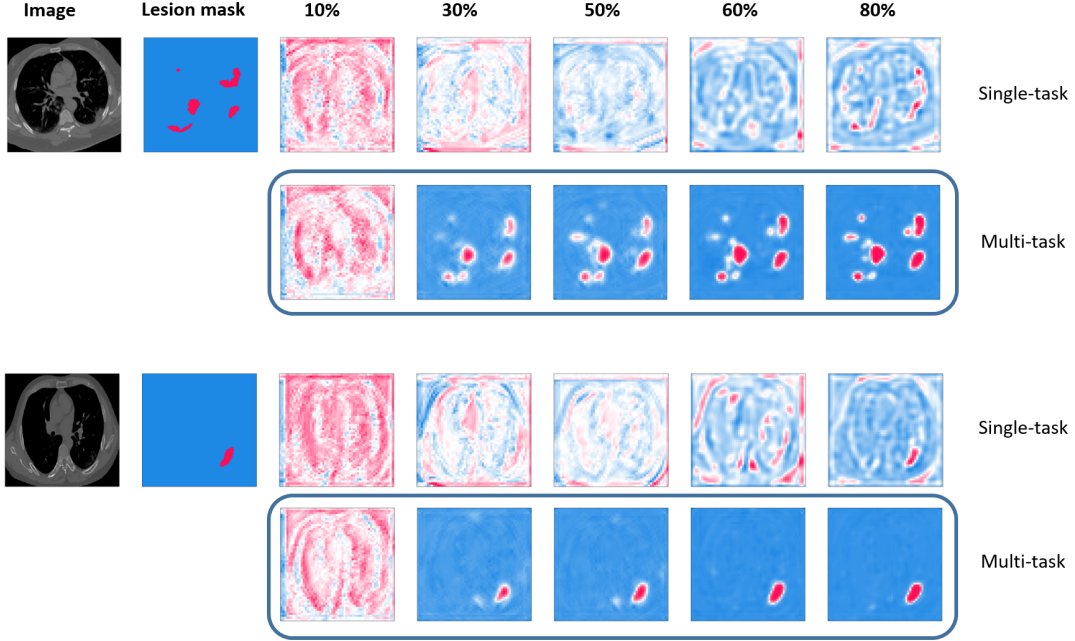 Image Lesion mask 10% 30% 50% 60% 80%
Single-task
Multi-task
Single-task
Multi-task